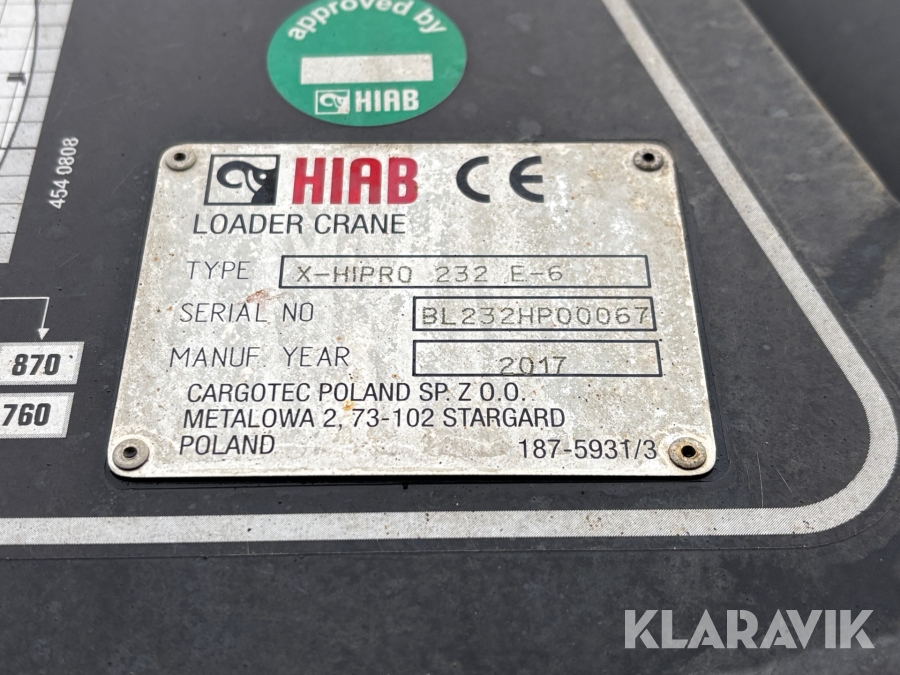 approved by
HIAB
454 0808
HIAB CE
LOADER CRANE
TYPE X-HIPRO 232 E-6
SERIAL NO BL232HP00067
MANUF YEAR 2017
870
CARGOTEC POLAND SP. Z O.O.
760
METALOWA 2, 73-102 STARGARD
POLAND 187-5931/3
KLARAVIK